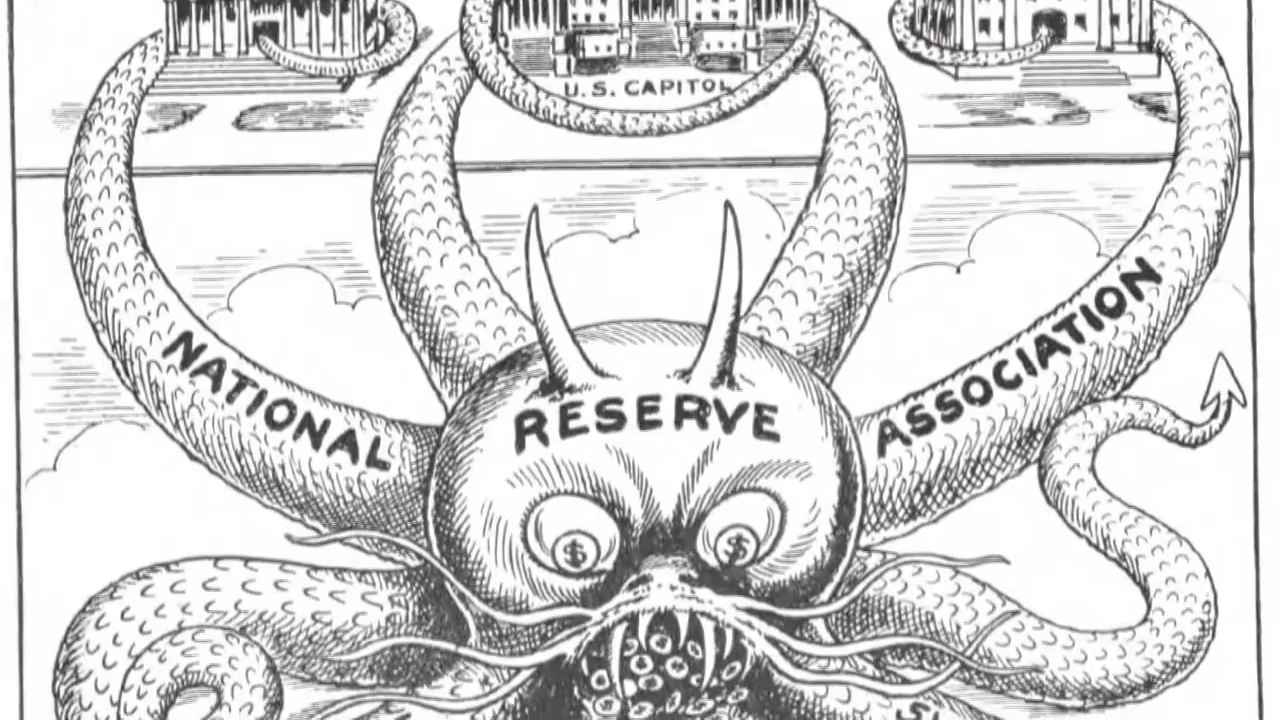 U.S. CAPITOL
NATIONAL
RESERVE
ASSOCIATION
$ $